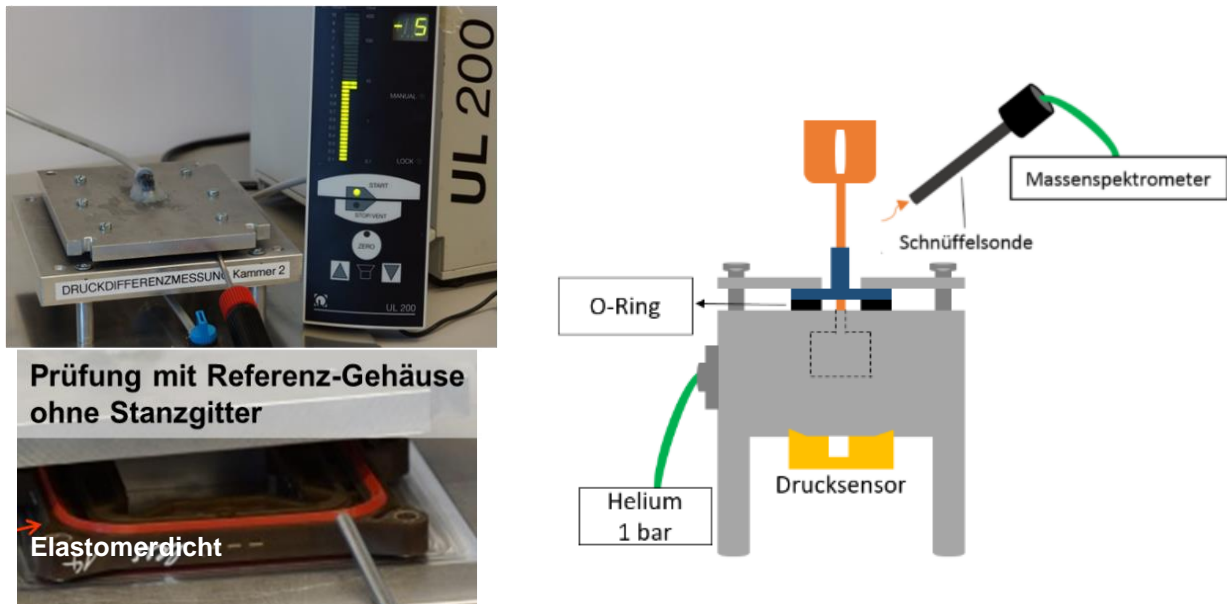 - 5
MANUAL
LOCK
START
STOP/VENT
ZERO
UL 200
UL 200
DRUCKDIFFERENZMESSUNG Kammer 2
Prüfung mit Referenz-Gehäuse
ohne Stanzgitter
Elastomerdicht
Massenspektrometer
Schnüffelsonde
O-Ring
Drucksensor
Helium
1 bar